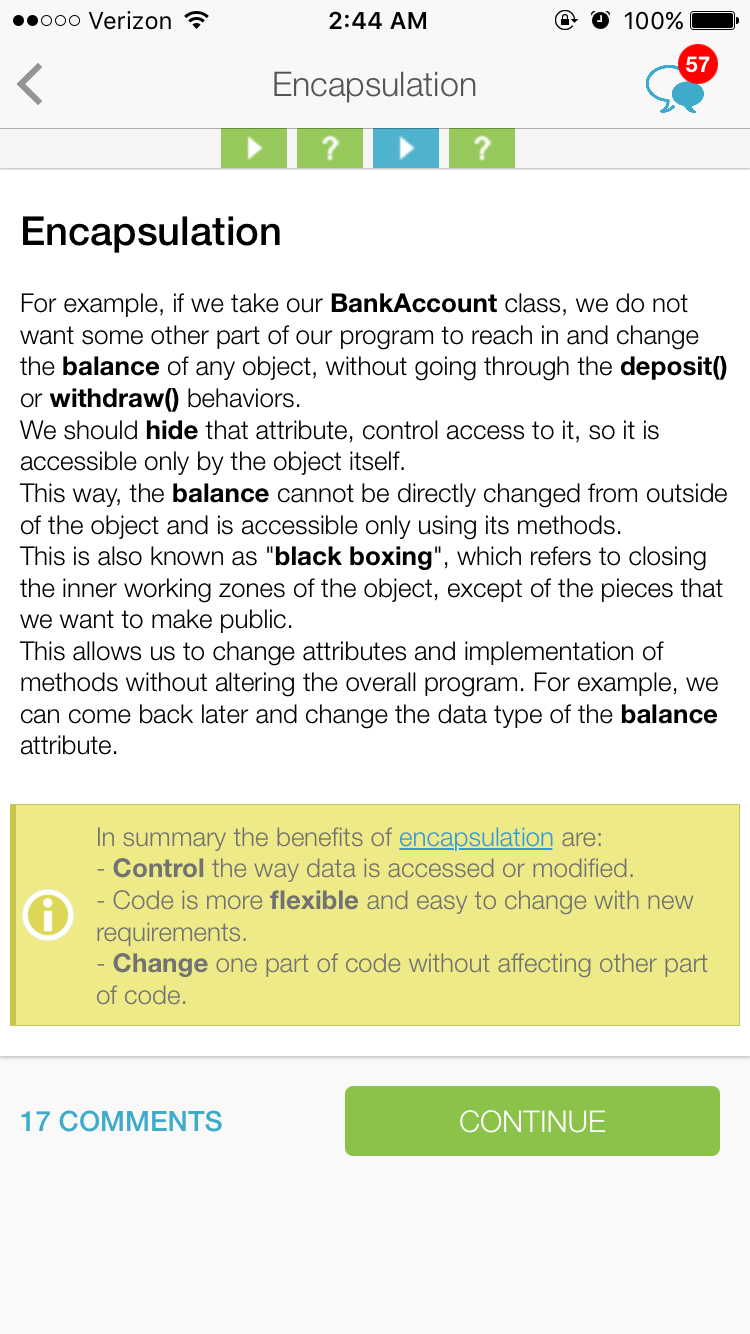 Verizon 2:44 AM 100%
Encapsulation 57
? ?
Encapsulation
For example, if we take our BankAccount class, we do not
want some other part of our program to reach in and change
the balance of any object, without going through the deposit()
or withdraw() behaviors.
We should hide that attribute, control access to it, so it is
accessible only by the object itself.
This way, the balance cannot be directly changed from outside
of the object and is accessible only using its methods.
This is also known as "black boxing", which refers to closing
the inner working zones of the object, except of the pieces that
we want to make public.
This allows us to change attributes and implementation of
methods without altering the overall program. For example, we
can come back later and change the data type of the balance
attribute.
In summary the benefits of encapsulation are:
- Control the way data is accessed or modified.
- Code is more flexible and easy to change with new
requirements.
- Change one part of code without affecting other part
of code.
17 COMMENTS CONTINUE